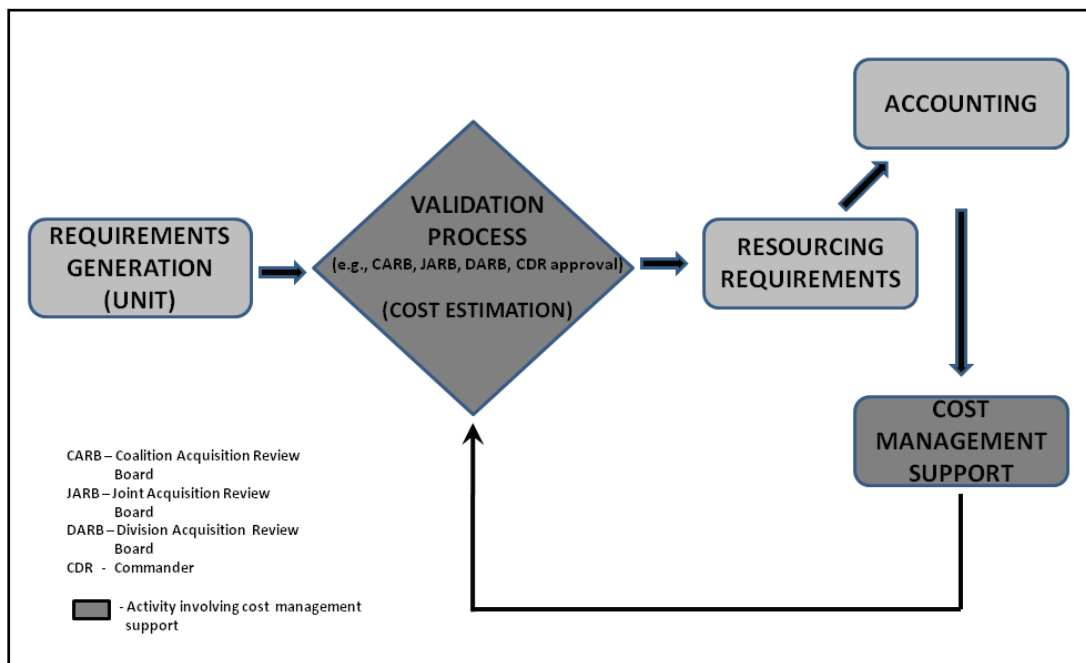 REQUIREMENTS
GENERATION
(UNIT)
VALIDATION
PROCESS
(e.g., CARB, JARB, DARB, CDR approval)
(COST ESTIMATION)
RESOURCING
REQUIREMENTS
ACCOUNTING
COST
MANAGEMENT
SUPPORT
CARB – Coalition Acquisition Review
Board
JARB – Joint Acquisition Review
Board
DARB – Division Acquisition Review
Board
CDR - Commander
- Activity involving cost management
support